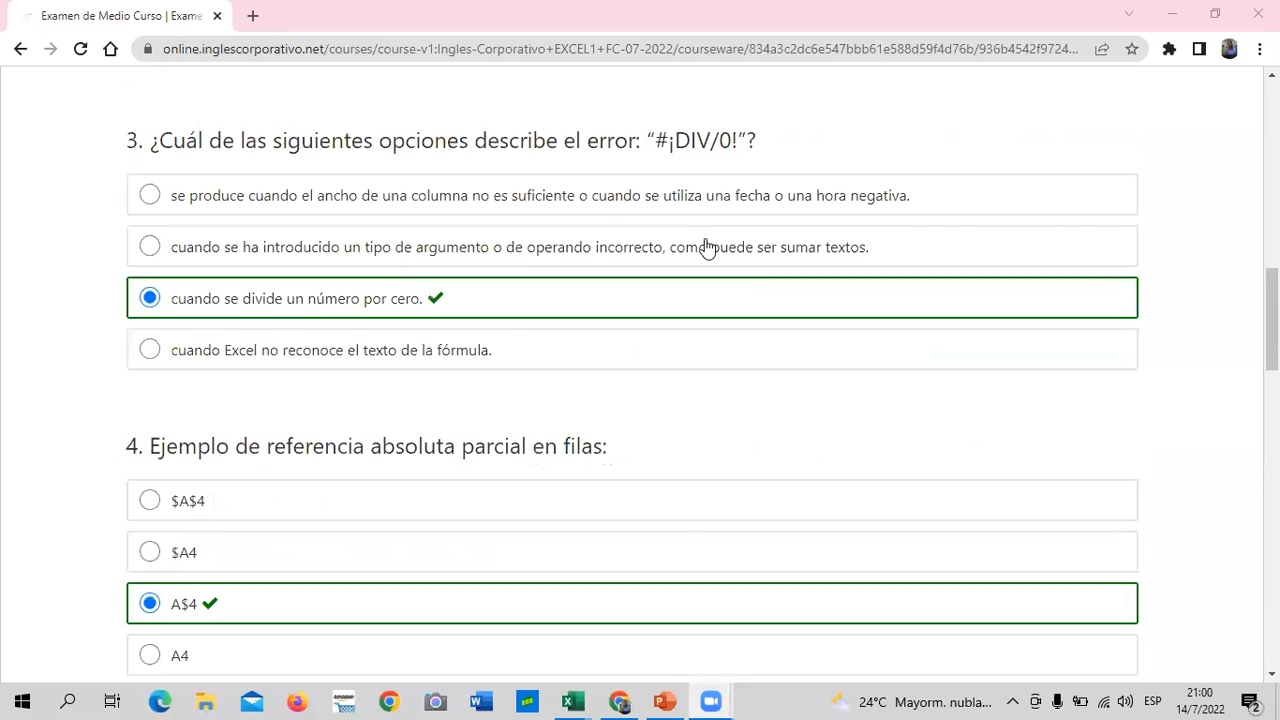 Examen de Medio Curso | Exame
online.inglescorporativo.net/courses/course-v1:Ingles-Corporativo+EXCEL1+FC-07-2022/courseware/334a3c2dc6e547bbb61e588d59f4d76b/936b4542f9724...
3. ¿Cuál de las siguientes opciones describe el error: “#¡DIV/0!”?
se produce cuando el ancho de una columna no es suficiente o cuando se utiliza una fecha o una hora negativa.
cuando se ha introducido un tipo de argumento o de operando incorrecto, como puede ser sumar textos.
cuando se divide un número por cero.
cuando Excel no reconoce el texto de la fórmula.
4. Ejemplo de referencia absoluta parcial en filas:
$A$4
$A4
A$4
A4
amazon
24°C Mayorm. nubla...
ESP
21:00
14/7/2022
2